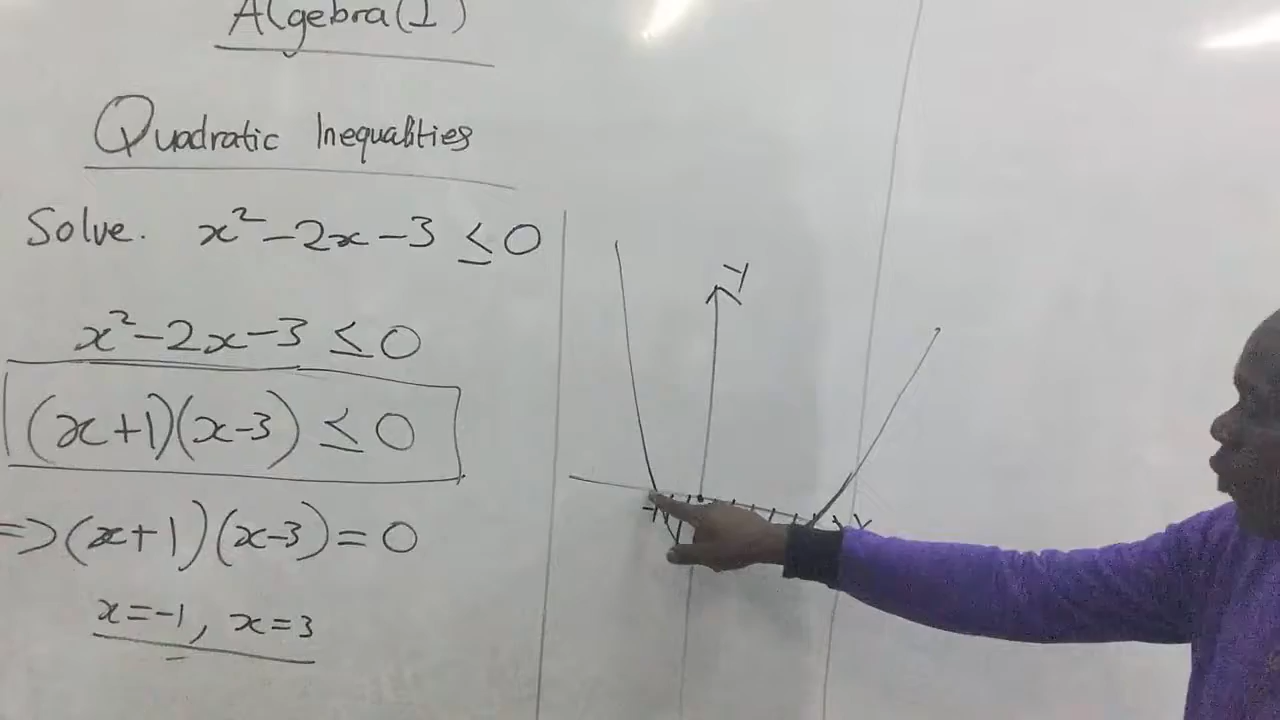 Algebra(I)
Quadratic Inequalities
Solve. x²-2x-3 ≤0
x²-2x-3 ≤0
(x+1)(x-3) ≤ 0
=>(x+1)(x-3)=0
x=-1, x=3
Y